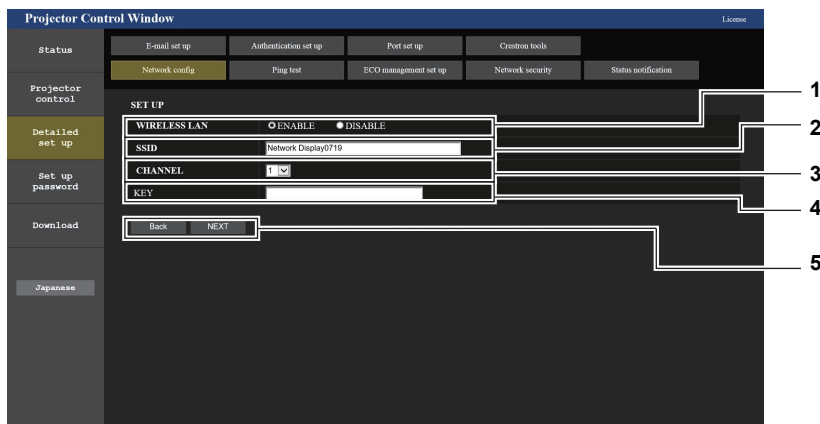 Projector Control Window License
Status
E-mail set up Authentication set up Port set up Crestron tools
Network config Ping test ECO management set up Network security Status notification
Projector
control
Detailed
set up
Set up
password
Download
Japanese
SET UP
WIRELESS LAN ENABLE DISABLE
SSID Network Display0719
CHANNEL 1
KEY
Back NEXT
1
2
3
4
5